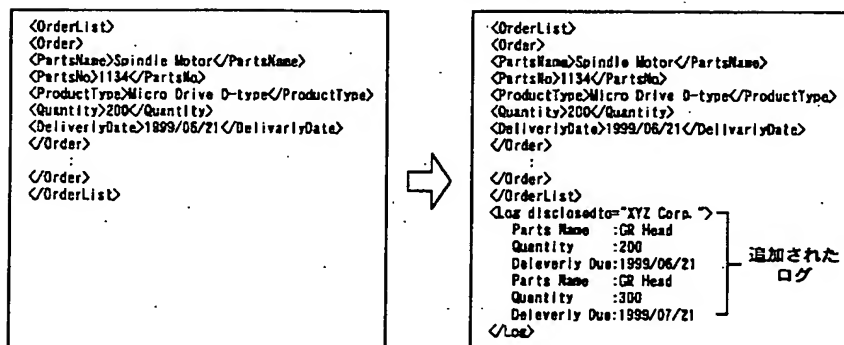 <OrderList>
<Order>
<PartsName>Spindle Motor</PartsName>
<PartsNo>1134</PartsNo>
<ProductType>Micro Drive D-type</ProductType>
<Quantity>200</Quantity>
<DeliverlyDate>1999/06/21</DelivarlyDate>
</Order>
:
</Order>
</OrderList>
<OrderList>
<Order>
<PartsName>Spindle Motor</PartsName>
<PartsNo>1134</PartsNo>
<ProductType>Micro Drive D-type</ProductType>
<Quantity>200</Quantity>
<DeliverlyDate>1999/06/21</DelivarlyDate>
</Order>
:
</Order>
</OrderList>
<Log disclosedto="XYZ Corp. ">
Parts Name :GR Head
Quantity :200
Deleverly Due:1999/06/21
Parts Name :GR Head
Quantity :300
Deleverly Due:1999/07/21
</Log>
追加された
ログ